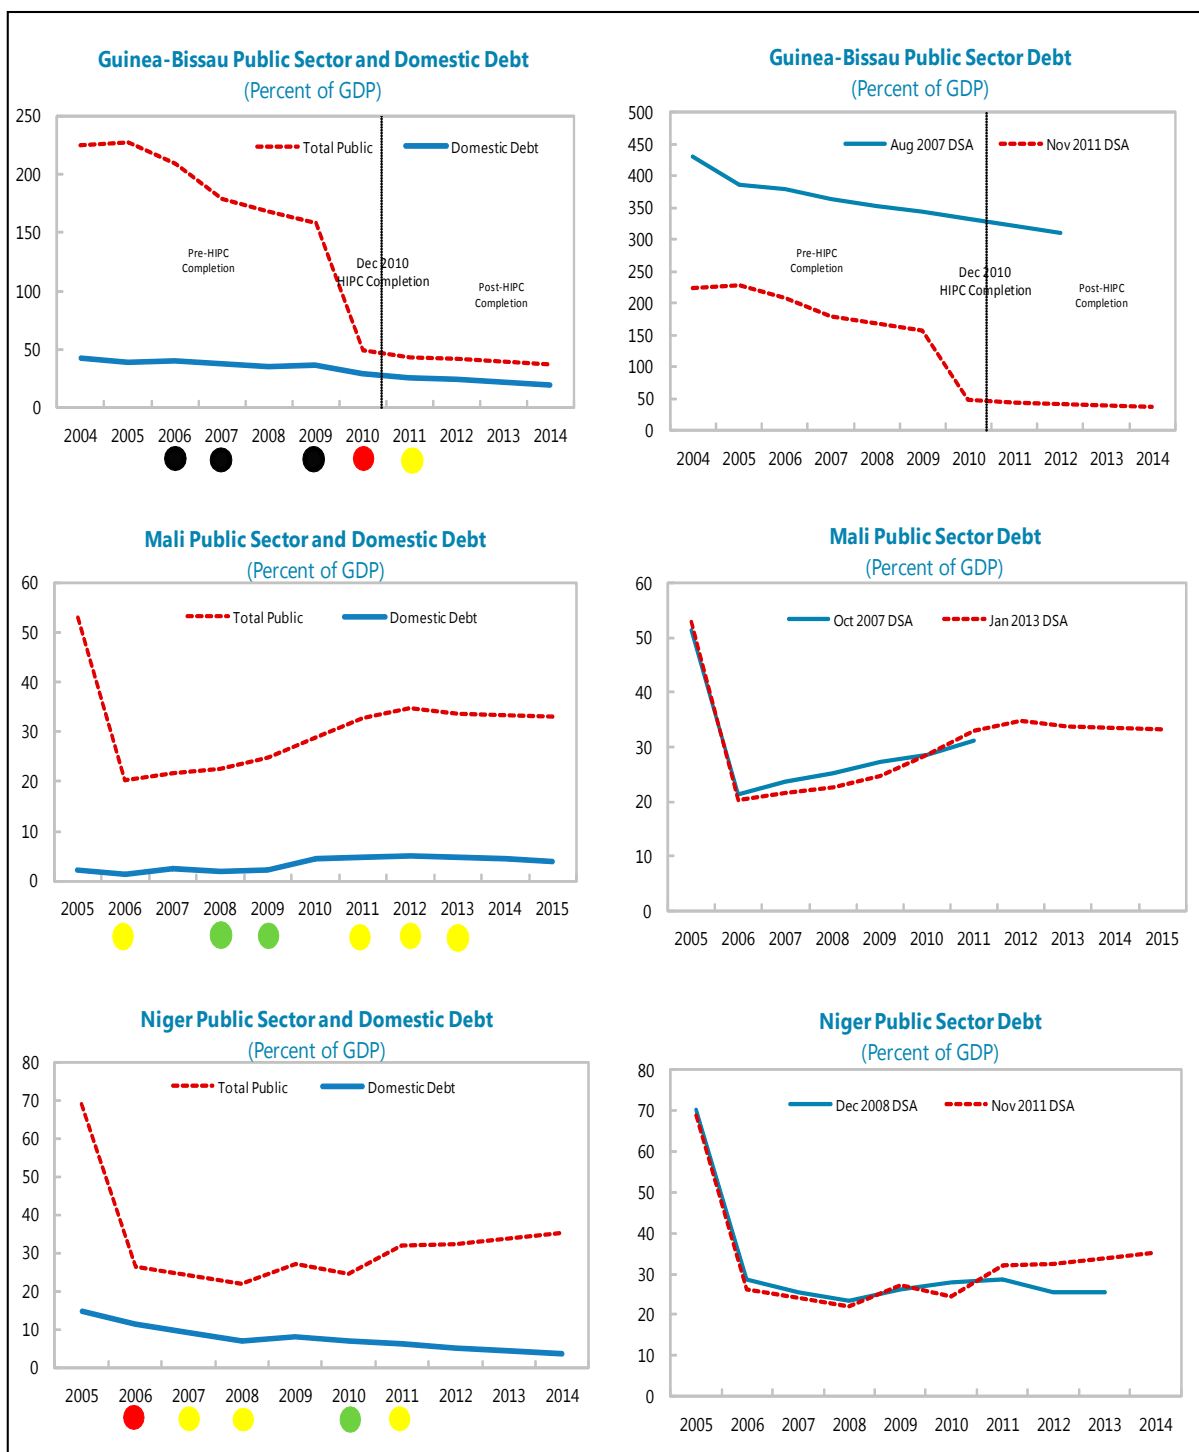 Guinea-Bissau Public Sector and Domestic Debt
(Percent of GDP)
250
200
150
100
50
0
Total Public
Domestic Debt
Pre-HIPC
Completion
Dec 2010
HIPC Completion
Post-HIPC
Completion
2004 2005 2006 2007 2008 2009 2010 2011 2012 2013 2014
Guinea-Bissau Public Sector Debt
(Percent of GDP)
500
450
400
350
300
250
200
150
100
50
0
Aug 2007 DSA
Nov 2011 DSA
Pre-HIPC
Completion
Dec 2010
HIPC Completion
Post-HIPC
Completion
2004 2005 2006 2007 2008 2009 2010 2011 2012 2013 2014
Mali Public Sector and Domestic Debt
(Percent of GDP)
60
50
40
30
20
10
0
Total Public
Domestic Debt
2005 2006 2007 2008 2009 2010 2011 2012 2013 2014 2015
Mali Public Sector Debt
(Percent of GDP)
60
50
40
30
20
10
0
Oct 2007 DSA
Jan 2013 DSA
2005 2006 2007 2008 2009 2010 2011 2012 2013 2014 2015
Niger Public Sector and Domestic Debt
(Percent of GDP)
80
70
60
50
40
30
20
10
0
Total Public
Domestic Debt
2005 2006 2007 2008 2009 2010 2011 2012 2013 2014
Niger Public Sector Debt
(Percent of GDP)
80
70
60
50
40
30
20
10
0
Dec 2008 DSA
Nov 2011 DSA
2005 2006 2007 2008 2009 2010 2011 2012 2013 2014